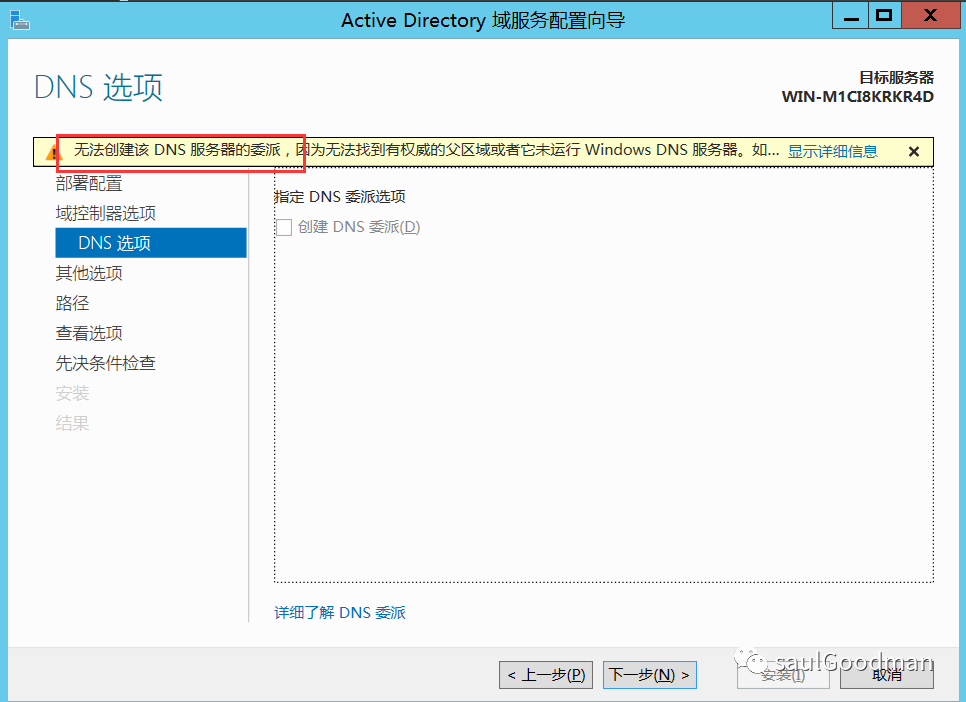 Active Directory 域服务配置向导
DNS 选项
目标服务器
WIN-M1CI8KRKR4D
无法创建该 DNS 服务器的委派，因为无法找到有权威的父区域或者它未运行 Windows DNS 服务器。如... 显示详细信息
部署配置
域控制器选项
DNS 选项
其他选项
路径
查看选项
先决条件检查
安装
结果
指定 DNS 委派选项
创建 DNS 委派(D)
详细了解 DNS 委派
< 上一步(P) 下一步(N) > 安装(I) 取消
saulGoodman